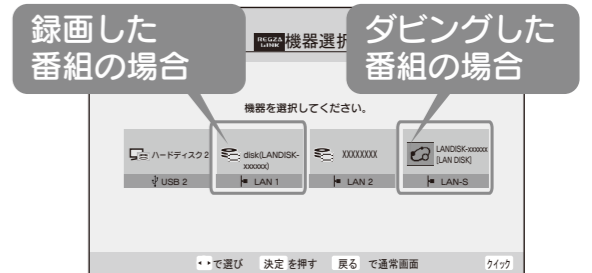 録画した
番組の場合
ダビングした
番組の場合
REGZA LINK 機器選択
機器を選択してください。
ハードディスク2
USB 2
disk(LANDISK-
xxxxxx)
LAN 1
XXXXXXXX
LAN 2
LANDISK-xxxxxx
[LAN DISK]
LAN-S
で選び 決定 を押す 戻る で通常画面 クイック